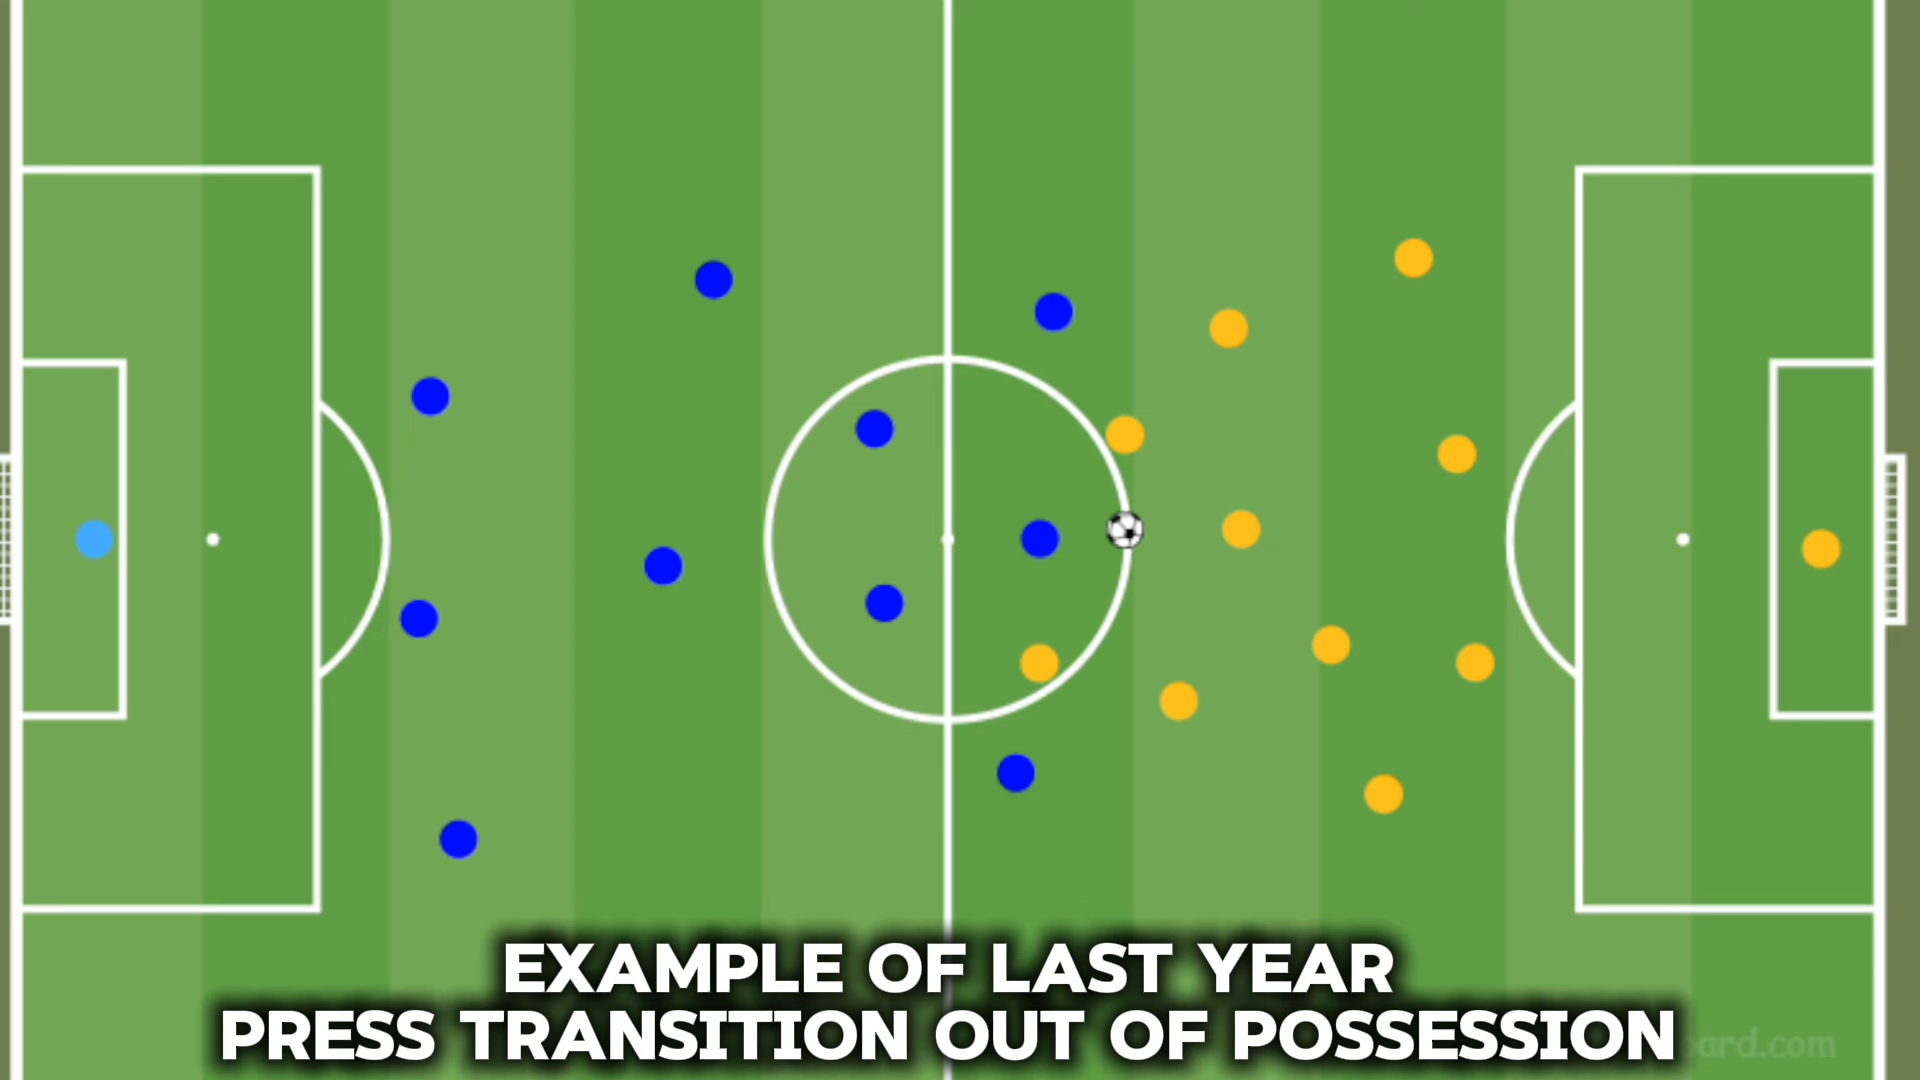 EXAMPLE OF LAST YEAR
PRESS TRANSITION OUT OF POSSESSION